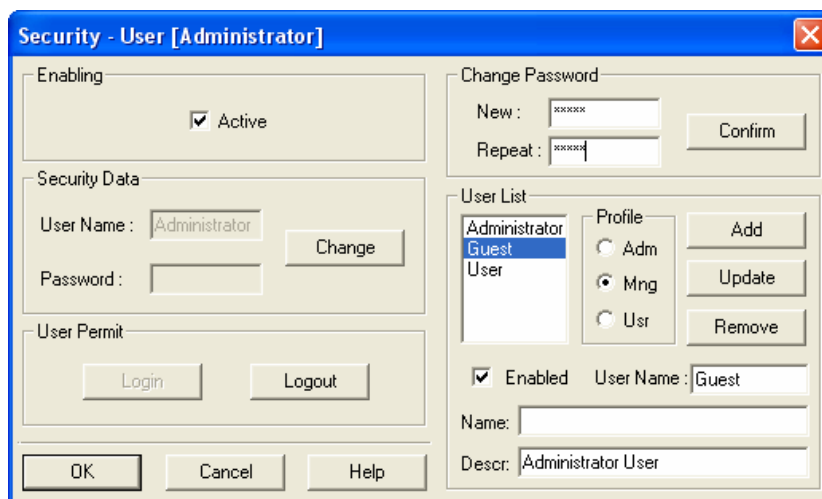 Security - User [Administrator]
Enabling
Active
Security Data
User Name :
Administrator
Change
Password :
User Permit
Login
Logout
OK
Cancel
Help
Change Password
New :
*****
Repeat :
*****
Confirm
User List
Administrator
Guest
User
Profile
Adm
Mng
Usr
Add
Update
Remove
Enabled
User Name :
Guest
Name:
Descr:
Administrator User